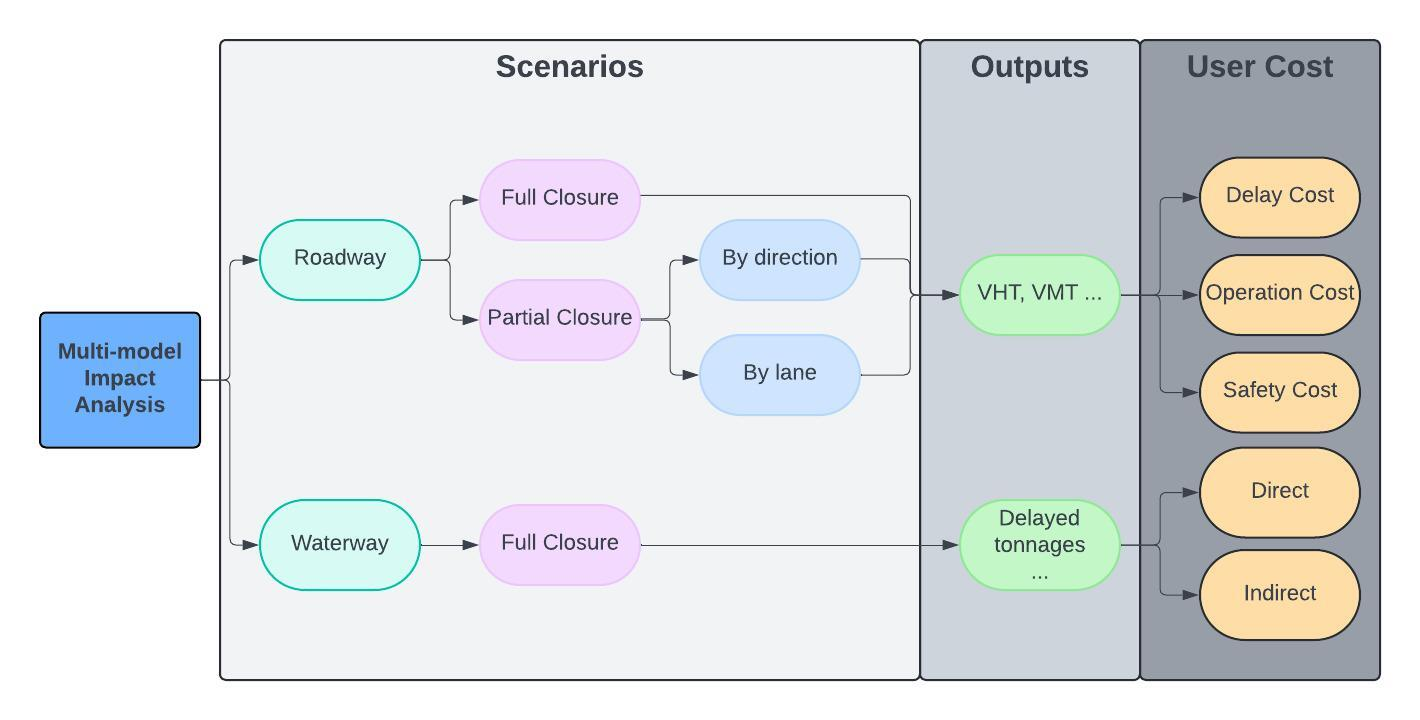 Scenarios
Outputs
User Cost
Full Closure
Delay Cost
Roadway
By direction
VHT, VMT ...
Operation Cost
Partial Closure
Multi-model
Impact
Analysis
By lane
Safety Cost
Direct
Waterway
Full Closure
Delayed
tonnages
...
Indirect